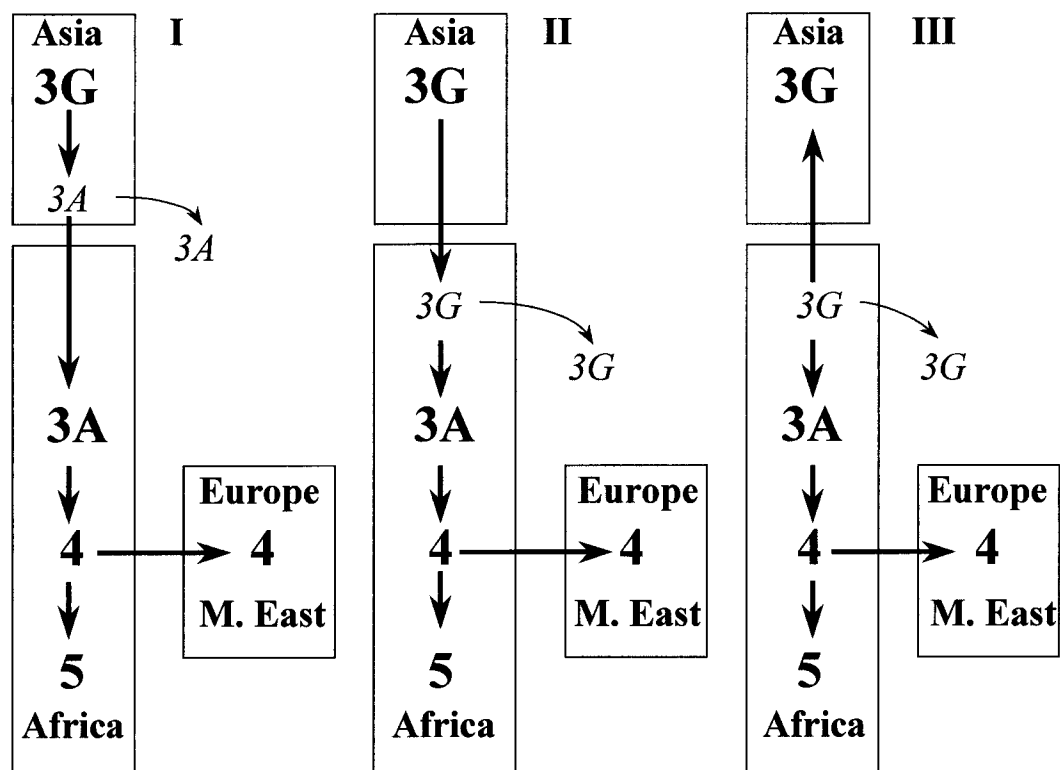 Asia I
3G
3A
3A
3A
4
5
Africa
Europe
4
M. East
Asia II
3G
3G
3G
3A
4
5
Africa
Europe
4
M. East
Asia III
3G
3G
3G
3A
4
5
Africa
Europe
4
M. East